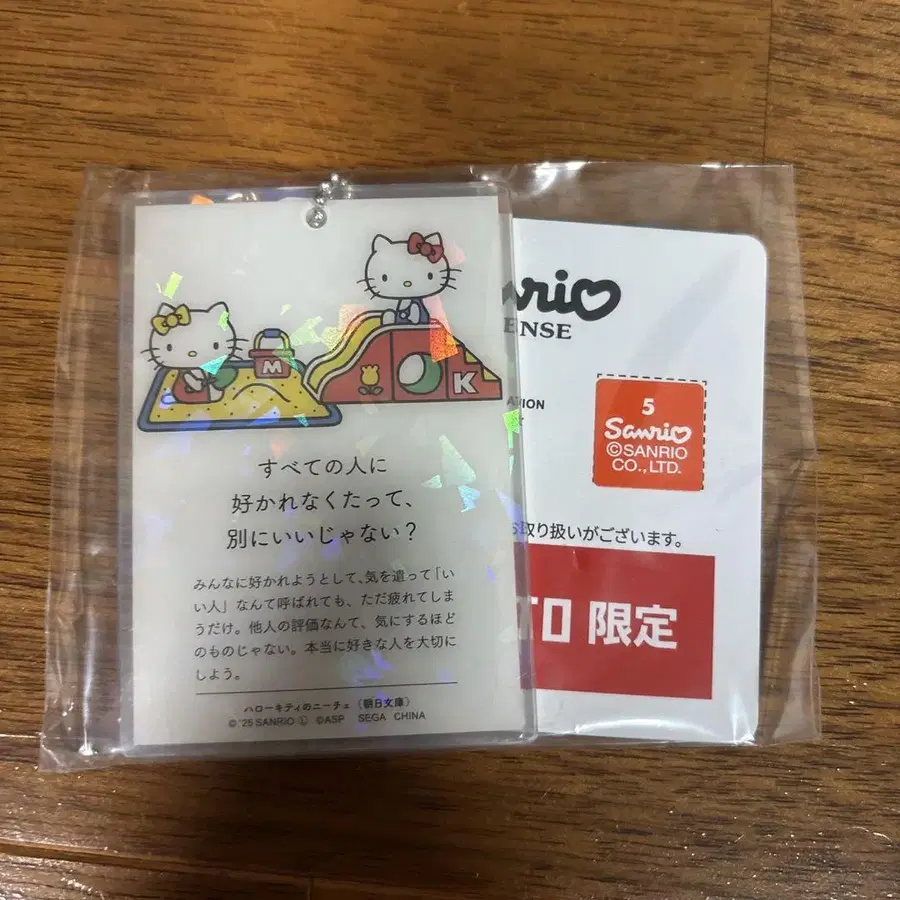 M
K
すべての人に
好かれなくたって、
別にいいじゃない?
みんなに好かれようとして、気を遣って「い
い人」なんて呼ばれても、ただ疲れてしま
うだけ。他人の評価なんて、気にするほど
のものじゃない。本当に好きな人を大切に
しよう。
ハローキティのニーチェ(朝日文庫)
© '25 SANRIO Ⓛ ©ASP SEGA CHINA
5
Sanrio
©SANRIO
CO., LTD.
取り扱いがございます。
限定